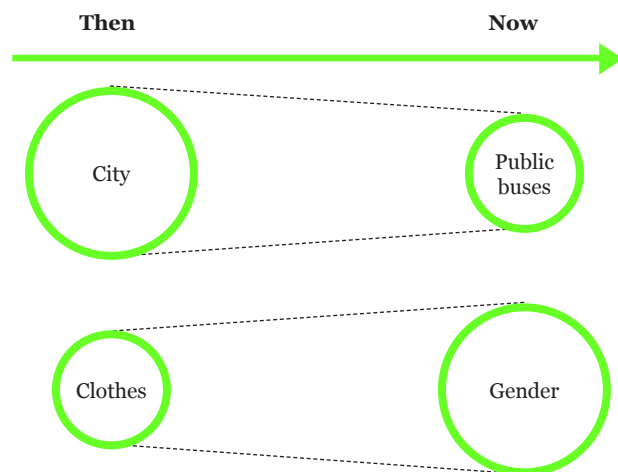 Then
Now
City
Public
buses
Clothes
Gender